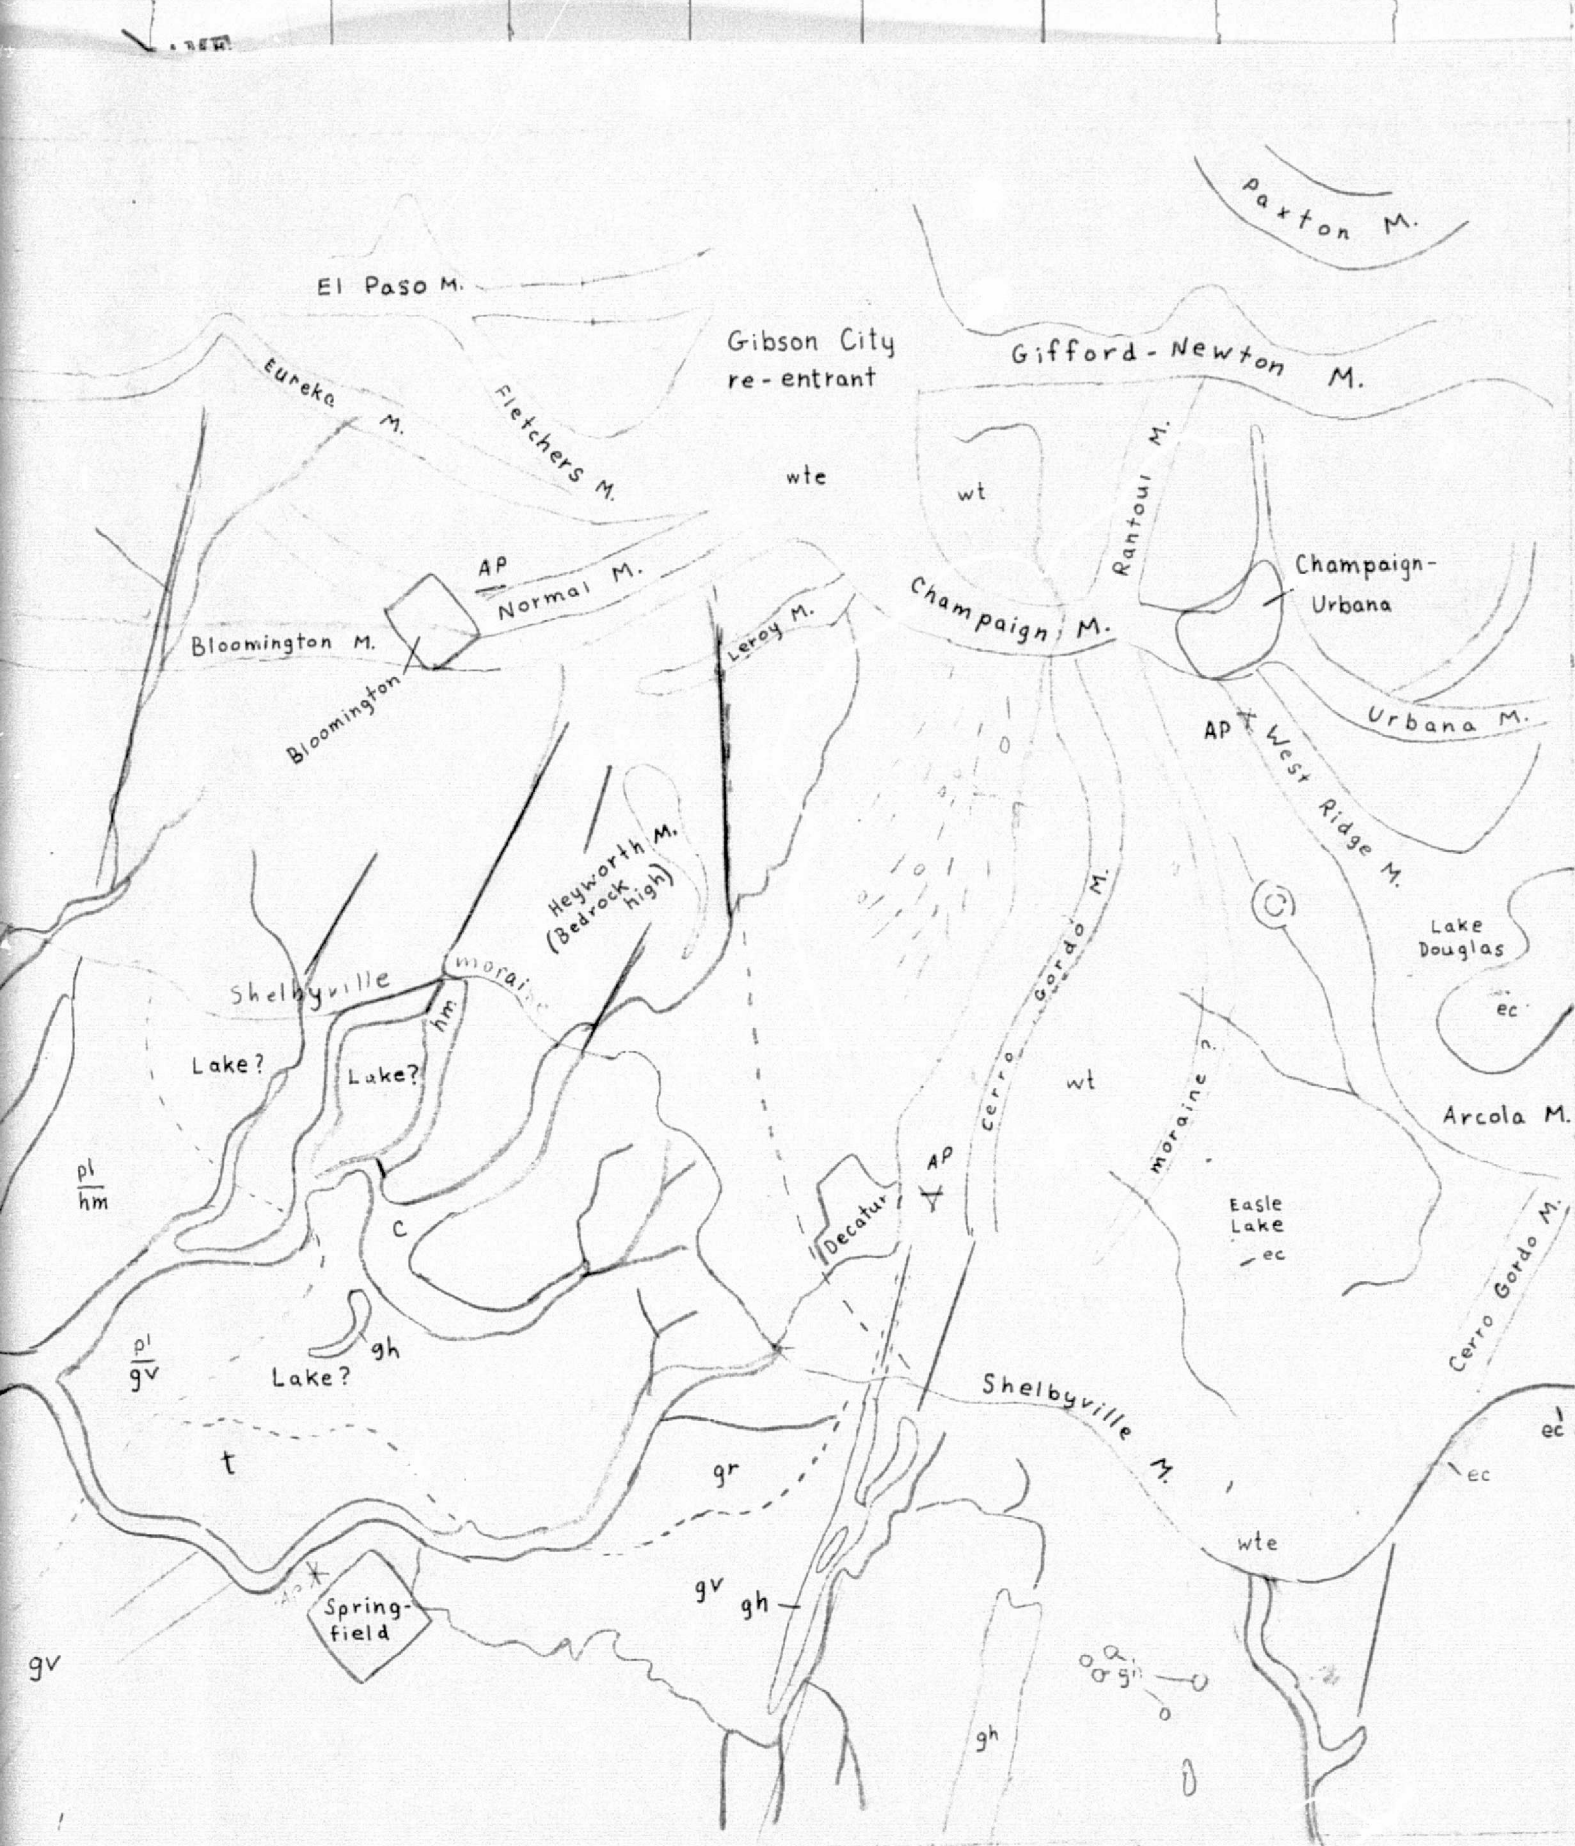 Paxton M.
El Paso M.
Gibson City
re-entrant
Gifford-Newton M.
Eureka M.
Fletchers M.
Rantoul M.
wte
wt
AP
Normal M.
Champaign-
Urbana
Bloomington M.
Bloomington
Leroy M.
Champaign M.
AP
Urbana M.
West Ridge M.
Heyworth M.
(Bedrock
high)
Cerro Gordo M.
Lake
Douglas
ec
Shelbyville moraine
hm
Lake?
Lake?
wt
moraine ?
Arcola M.
pl
hm
AP
Decatur
C
Easle
Lake
ec
Cerro Gordo M.
pl
gv
gh
Lake?
Shelbyville M.
ec
ec
t
gr
wte
AP
Spring-
field
gv
gh
gv
gh